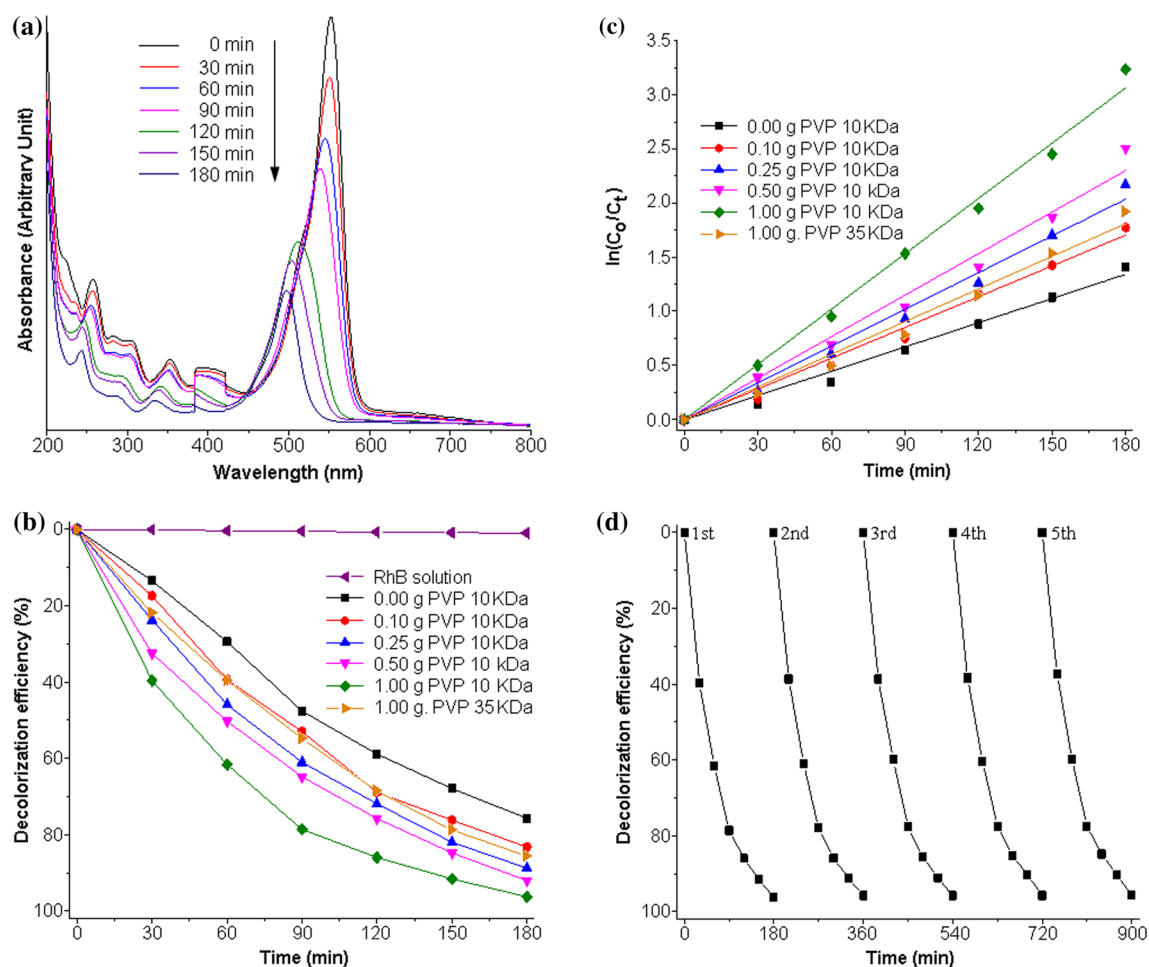 (a)
0 min
30 min
60 min
90 min
120 min
150 min
180 min
Absorbance (Arbitrary Unit)
200 300 400 500 600 700 800
Wavelength (nm)
(c)
3.5
3.0
2.5
2.0
1.5
1.0
0.5
0.0
ln(Co/Ct)
0.00 g PVP 10KDa
0.10 g PVP 10KDa
0.25 g PVP 10KDa
0.50 g PVP 10 kDa
1.00 g PVP 10 KDa
1.00 g. PVP 35KDa
0 30 60 90 120 150 180
Time (min)
(b)
0
20
40
60
80
100
Decolorization efficiency (%)
RhB solution
0.00 g PVP 10KDa
0.10 g PVP 10KDa
0.25 g PVP 10KDa
0.50 g PVP 10 kDa
1.00 g PVP 10 KDa
1.00 g. PVP 35KDa
0 30 60 90 120 150 180
Time (min)
(d)
0
20
40
60
80
100
Decolorization efficiency (%)
1st 2nd 3rd 4th 5th
0 180 360 540 720 900
Time (min)